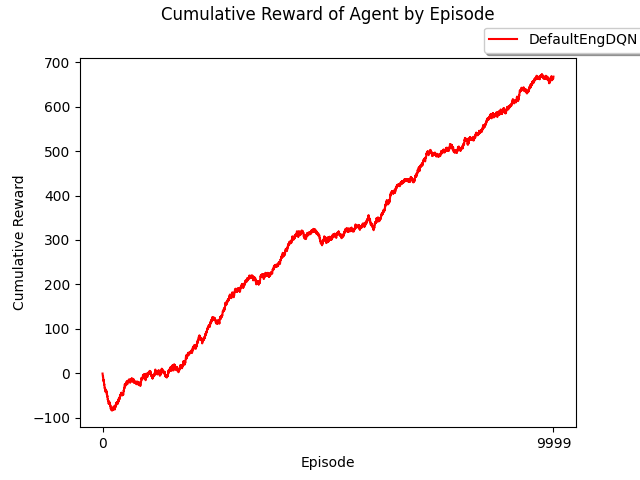 Cumulative Reward of Agent by Episode
DefaultEngDQN
700
600
500
400
300
200
100
0
−100
Cumulative Reward
0 9999
Episode